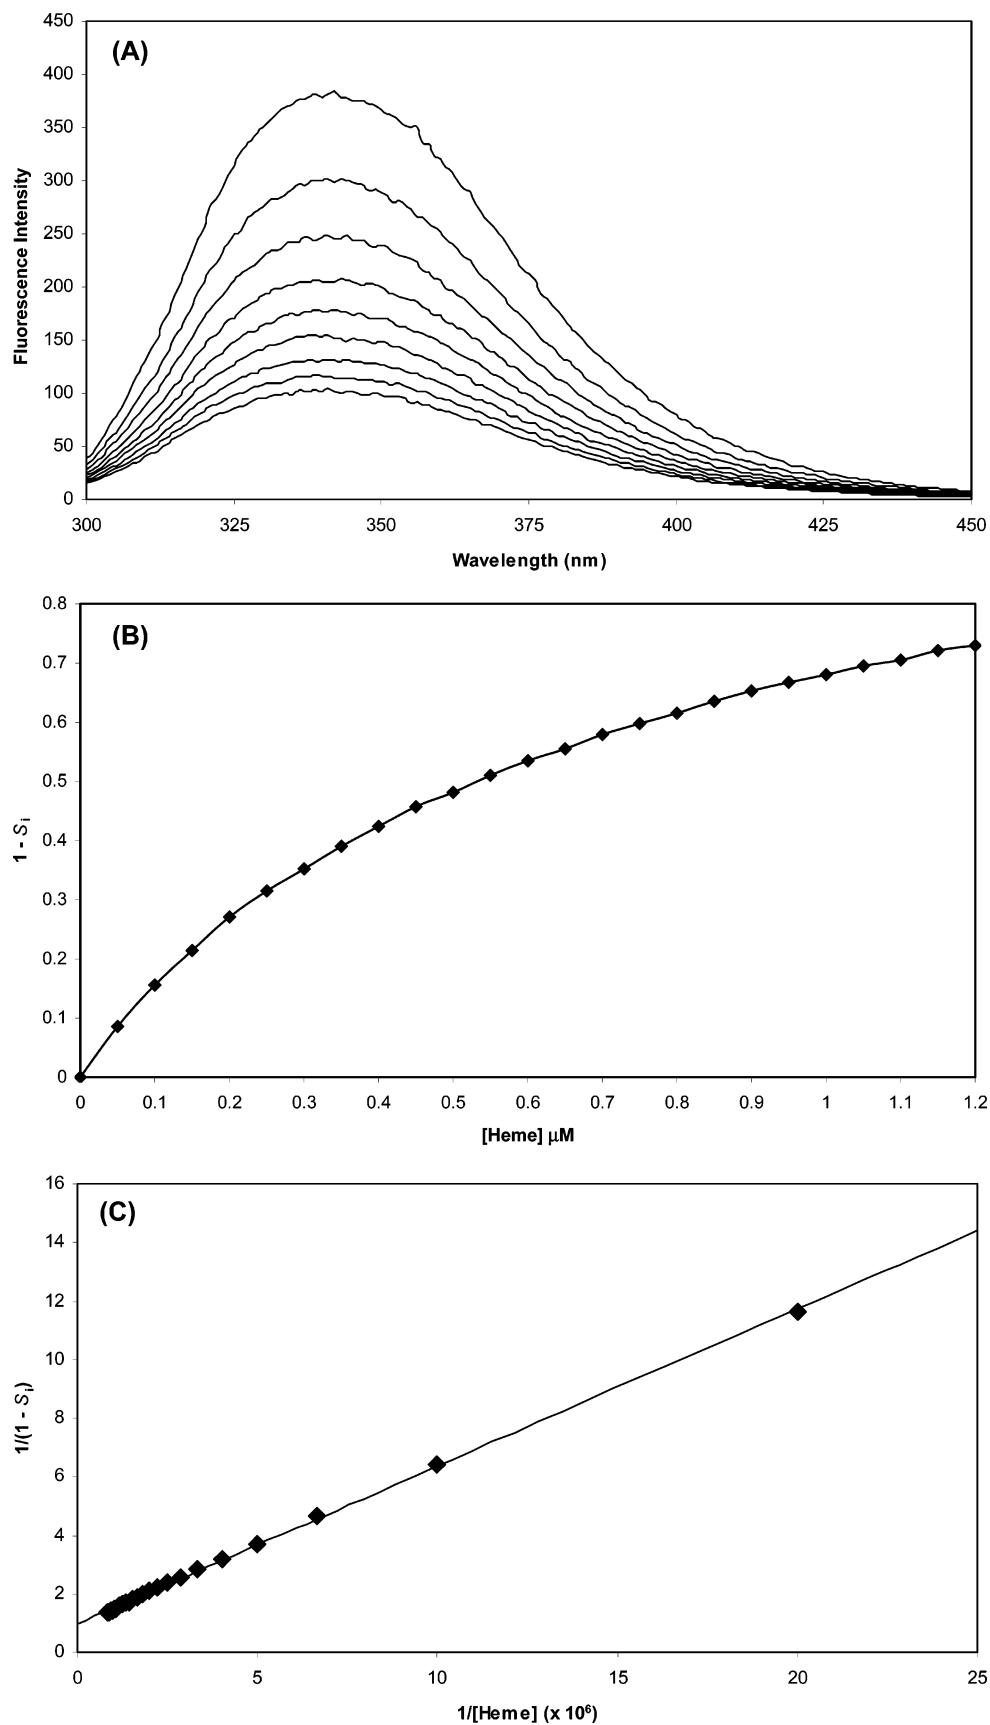 (A)
450
400
350
300
250
200
150
100
50
0
Fluorescence Intensity
300 325 350 375 400 425 450
Wavelength (nm)
(B)
0.8
0.7
0.6
0.5
0.4
0.3
0.2
0.1
0
1 - Si
0 0.1 0.2 0.3 0.4 0.5 0.6 0.7 0.8 0.9 1 1.1 1.2
[Heme] µM
(C)
16
14
12
10
8
6
4
2
0
1/(1 - Si)
0 5 10 15 20 25
1/[Heme] (x 10⁶)